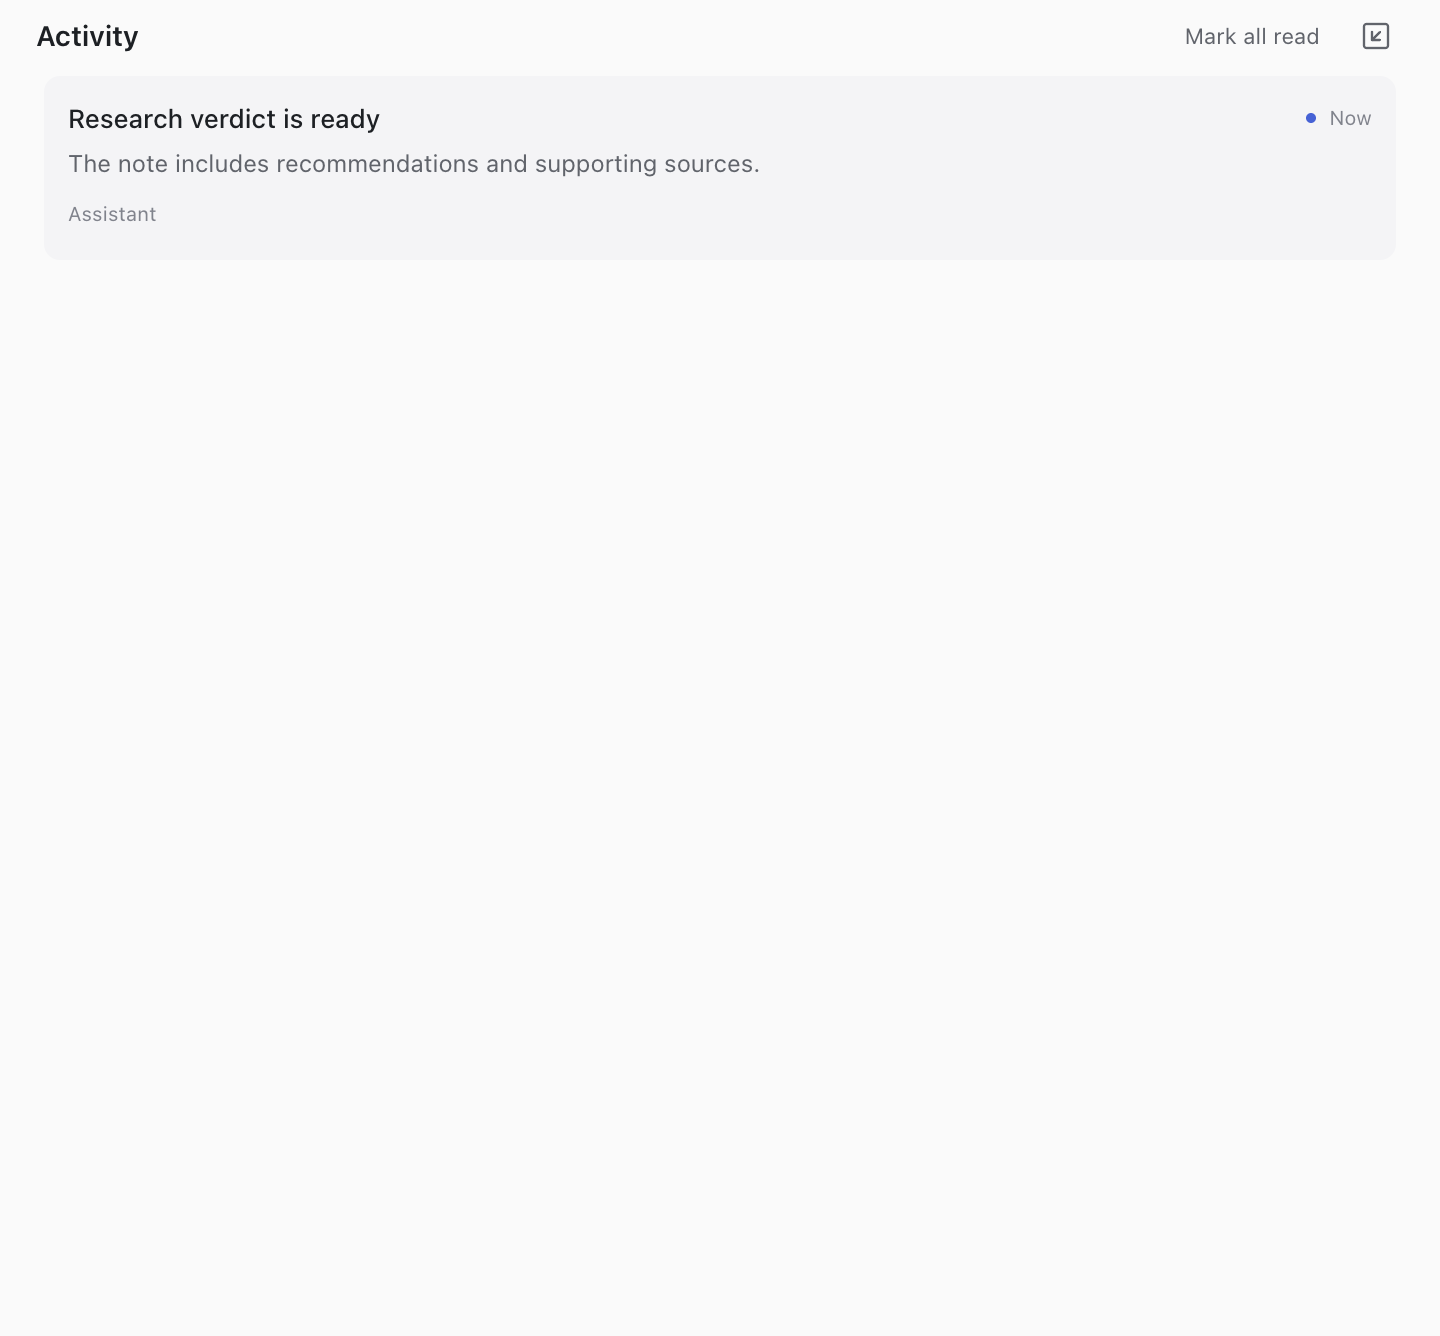 Activity
Mark all read
Research verdict is ready
Now
The note includes recommendations and supporting sources.
Assistant